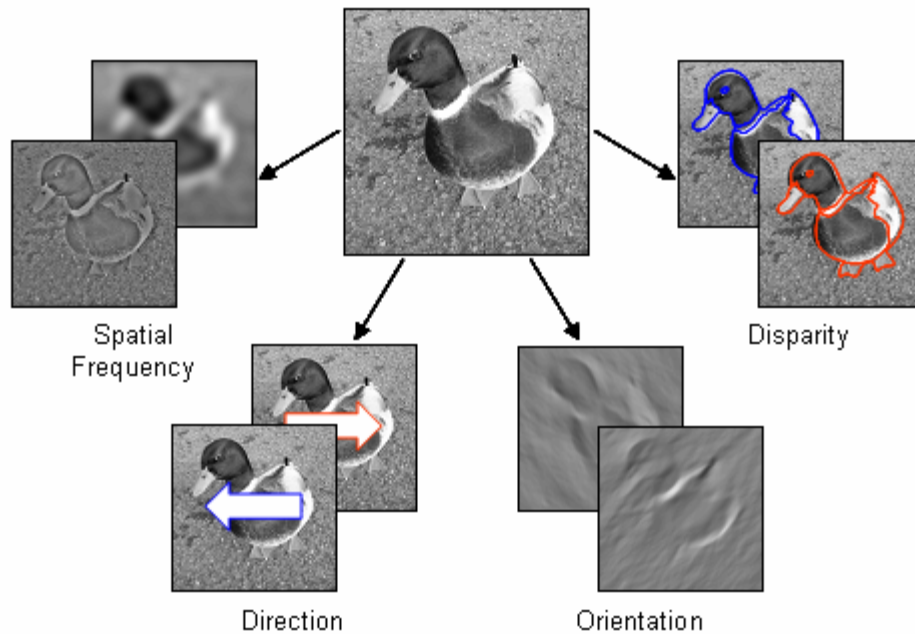 Spatial
Frequency
Disparity
Direction
Orientation